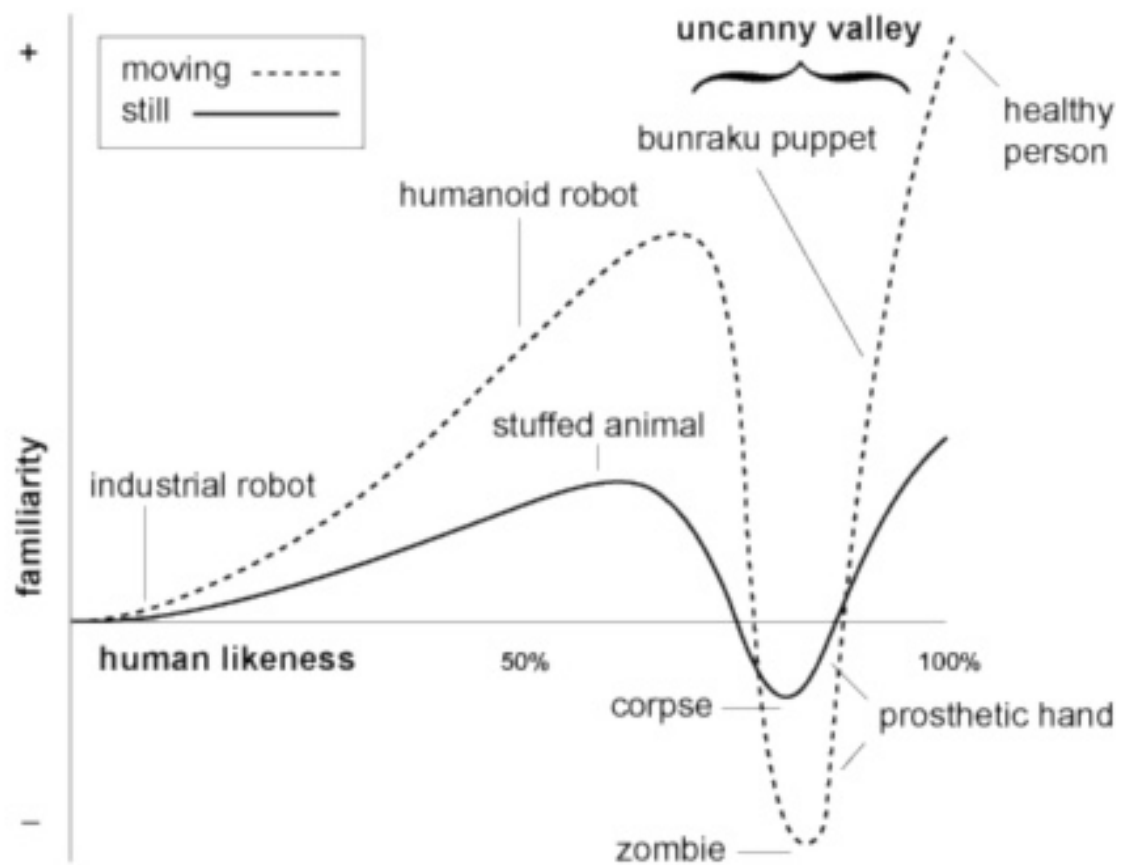 +
uncanny valley
moving
still
healthy
person
bunraku puppet
humanoid robot
stuffed animal
industrial robot
familiarity
human likeness
50%
100%
corpse
prosthetic hand
–
zombie